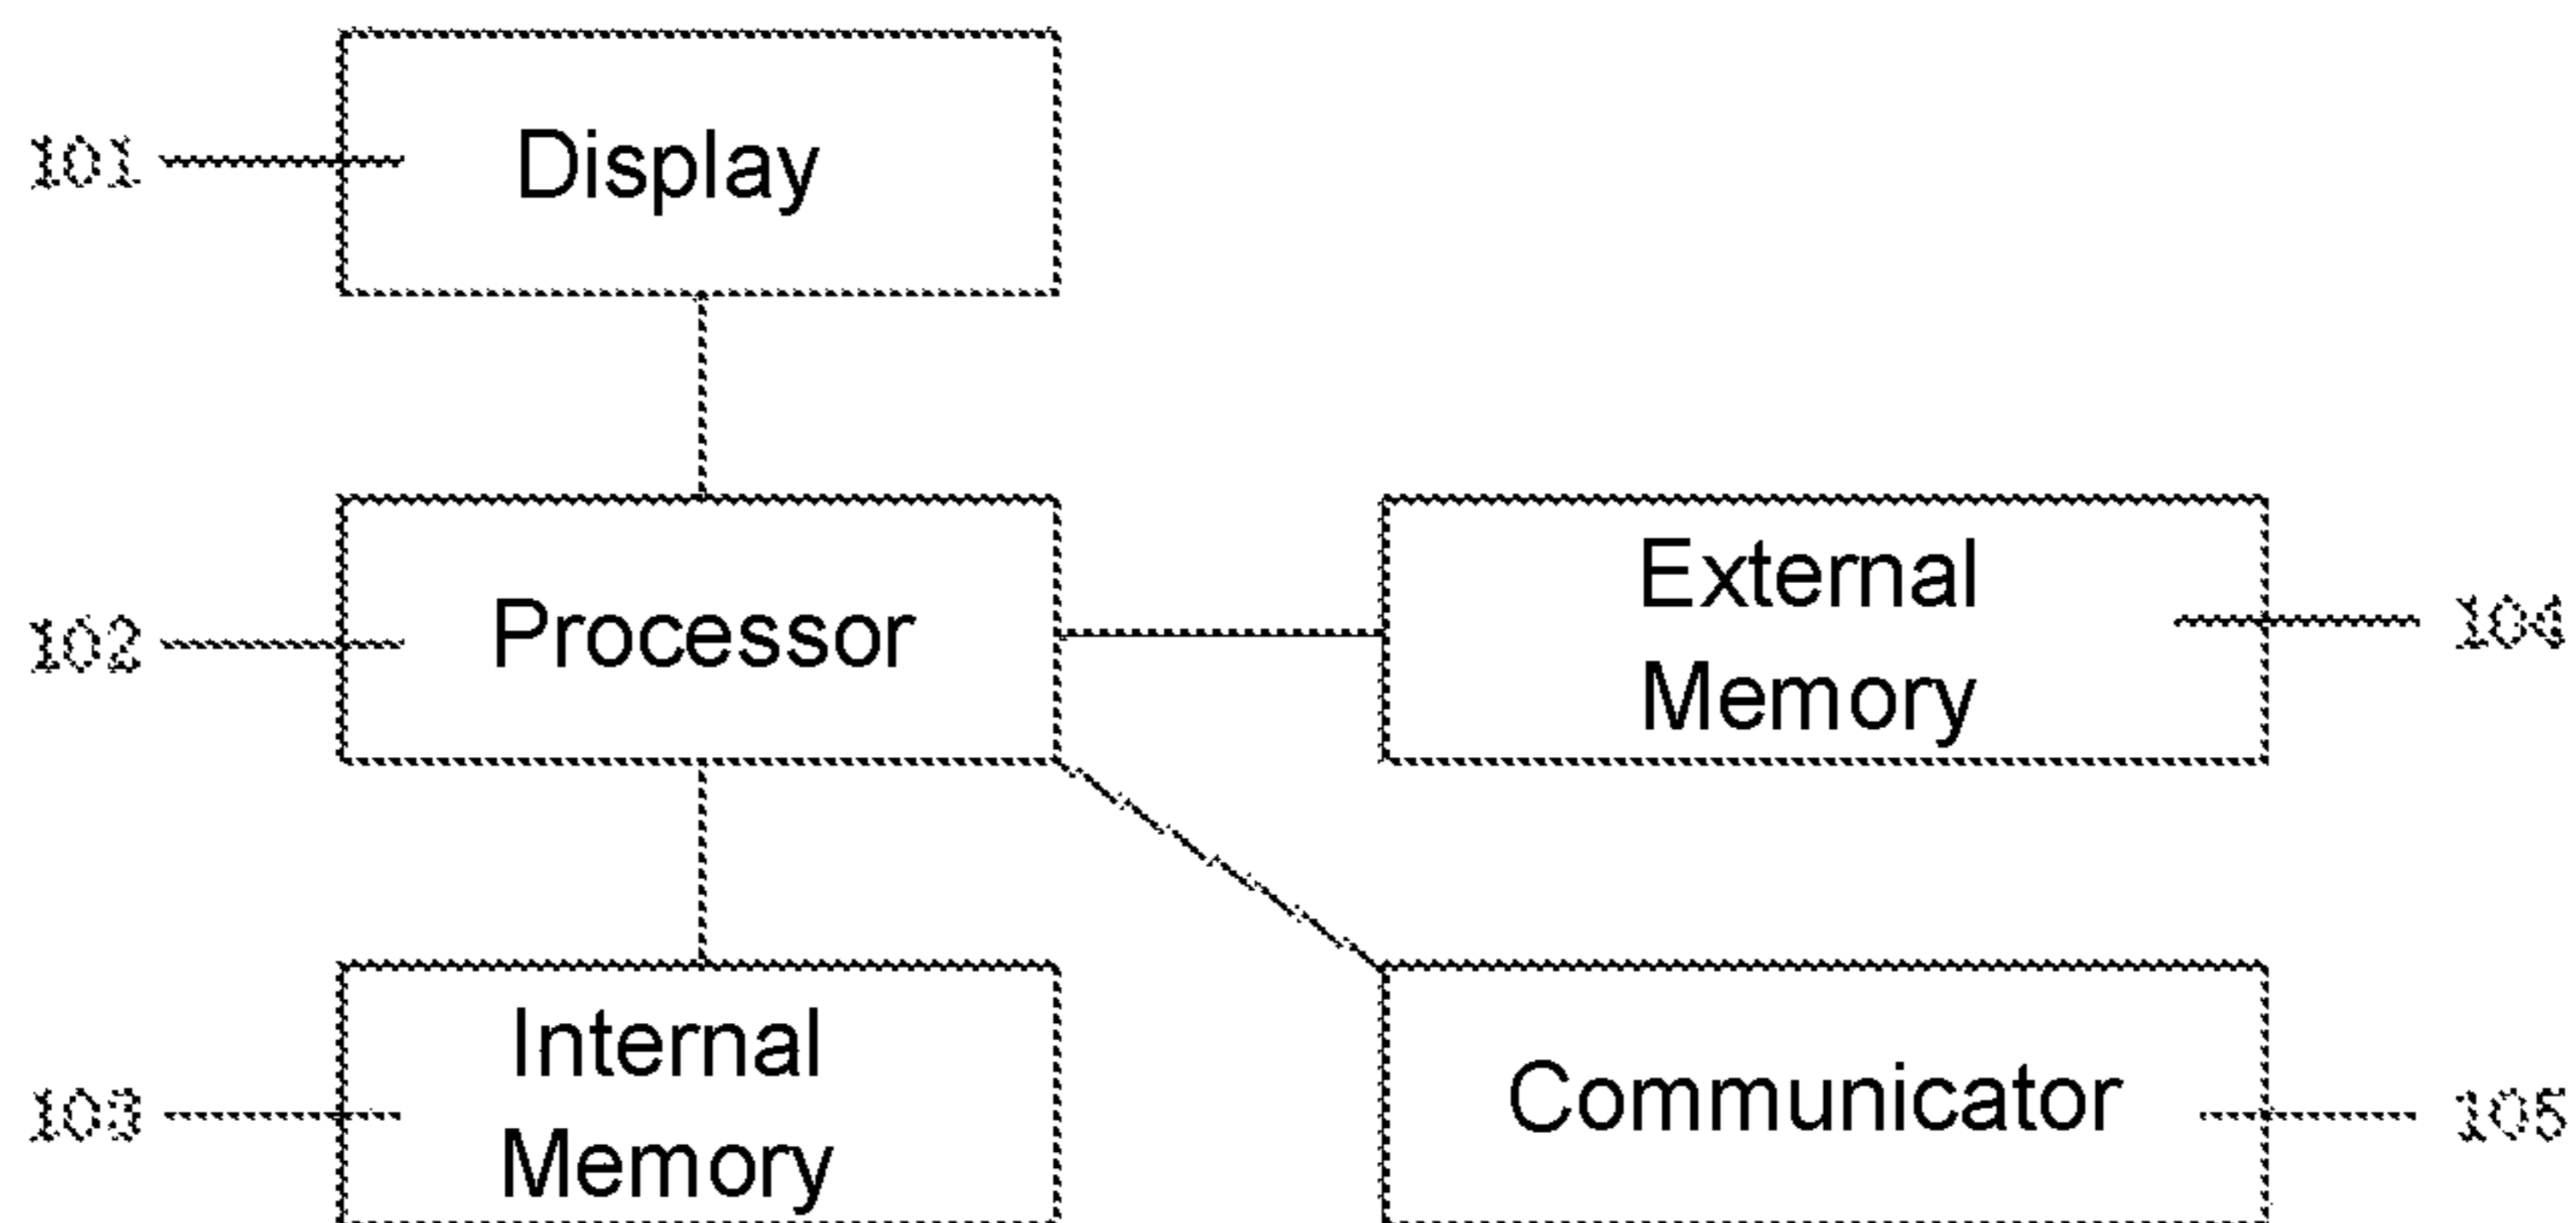 101
Display
102
Processor
External
Memory
104
103
Internal
Memory
Communicator
105